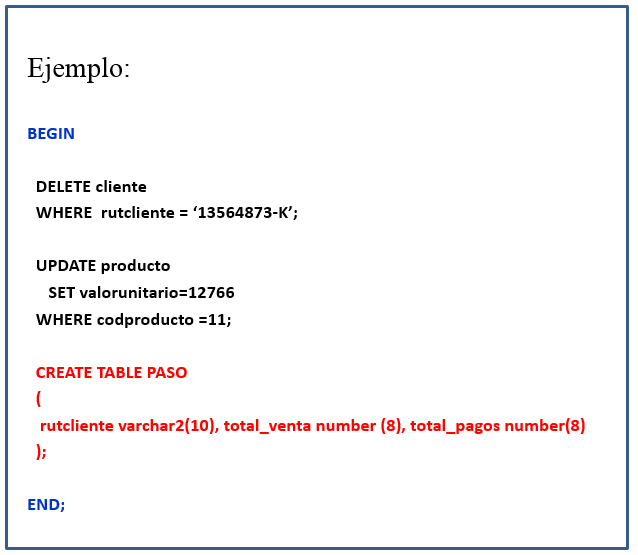 Ejemplo:
BEGIN
DELETE cliente
WHERE rutcliente = ‘13564873-K’;
UPDATE producto
SET valorunitario=12766
WHERE codproducto =11;
CREATE TABLE PASO
(
rutcliente varchar2(10), total_venta number (8), total_pagos number(8)
);
END;